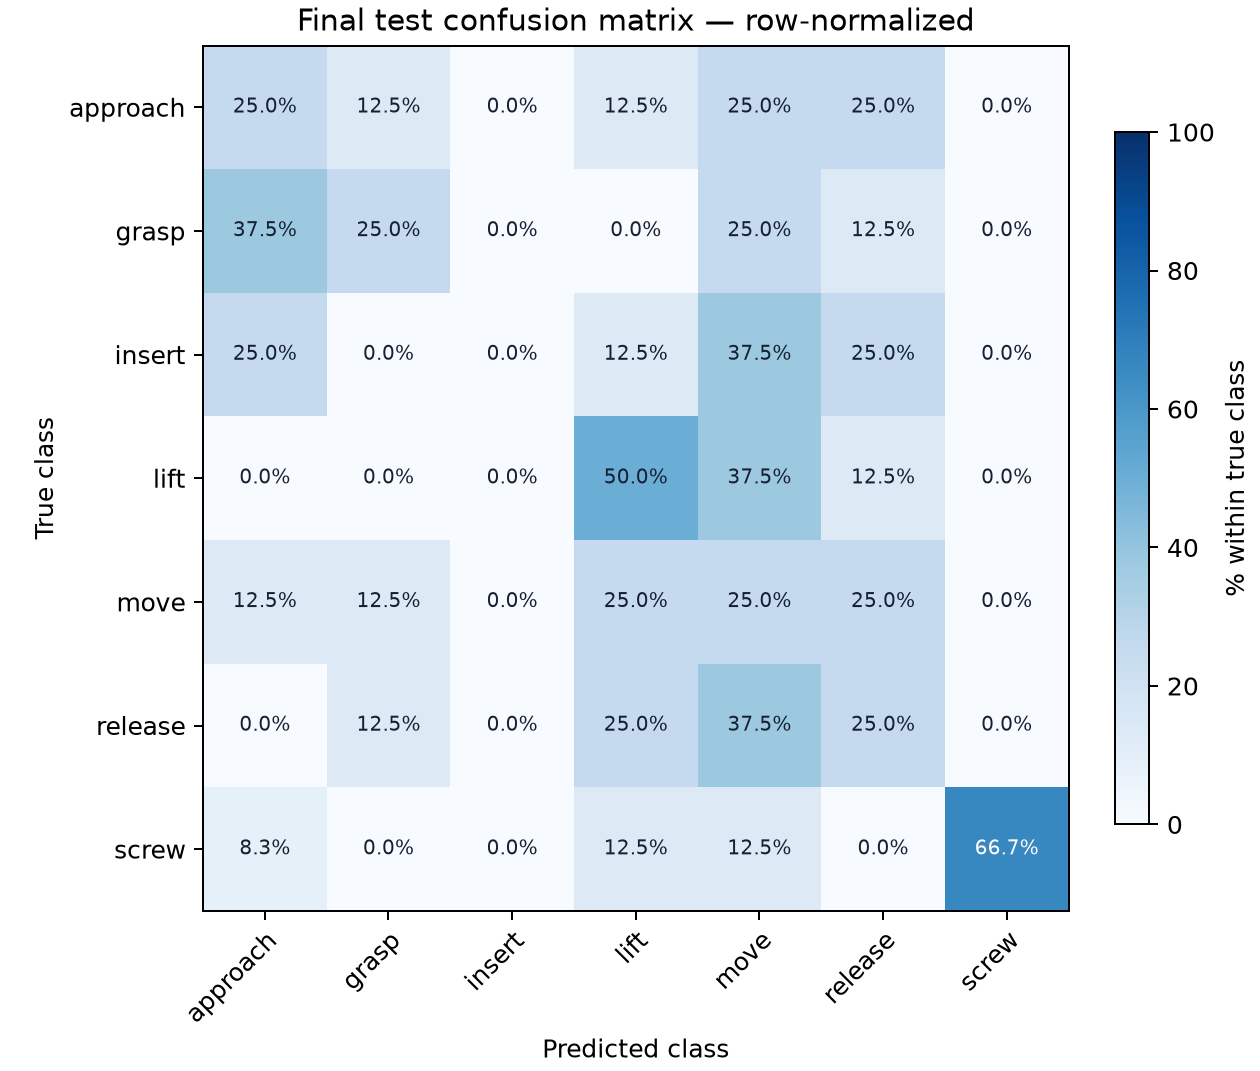 Final test confusion matrix — row-normalized
approach 25.0% 12.5% 0.0% 12.5% 25.0% 25.0% 0.0%
grasp 37.5% 25.0% 0.0% 0.0% 25.0% 12.5% 0.0%
insert 25.0% 0.0% 0.0% 12.5% 37.5% 25.0% 0.0%
lift 0.0% 0.0% 0.0% 50.0% 37.5% 12.5% 0.0%
move 12.5% 12.5% 0.0% 25.0% 25.0% 25.0% 0.0%
release 0.0% 12.5% 0.0% 25.0% 37.5% 25.0% 0.0%
screw 8.3% 0.0% 0.0% 12.5% 12.5% 0.0% 66.7%
approach grasp insert lift move release screw
Predicted class
True class
100
80
60
40
20
0
% within true class